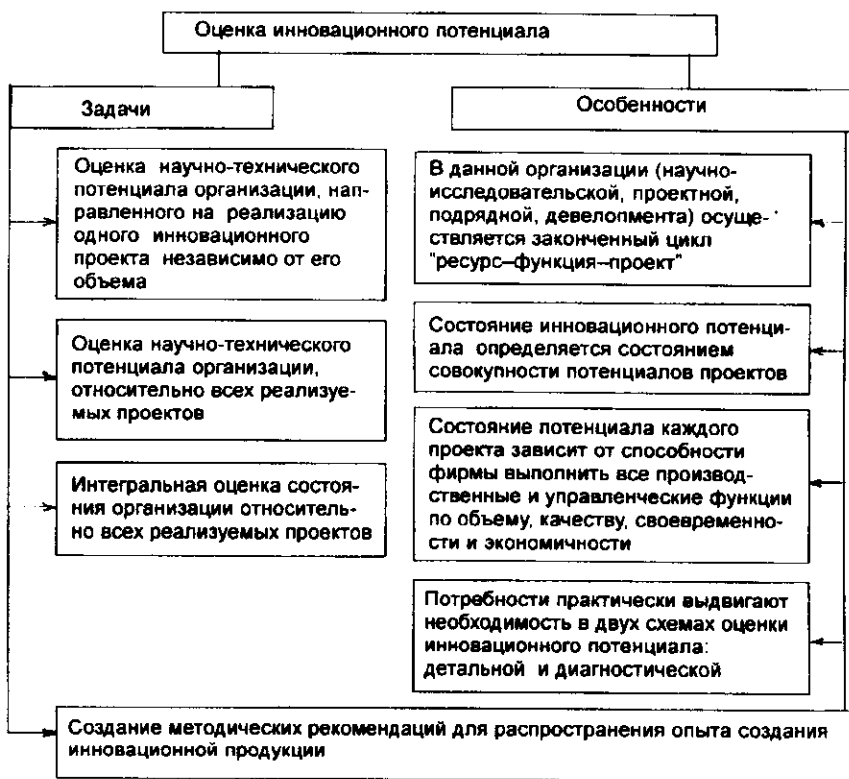 Оценка инновационного потенциала
Задачи
Особенности
Оценка научно-технического
потенциала организации, нап-
равленного на реализацию
одного инновационного
проекта независимо от его
объема
Оценка научно-технического
потенциала организации,
относительно всех реализуе-
мых проектов
Интегральная оценка состоя-
ния организации относитель-
но всех реализуемых проектов
В данной организации (научно-
исследовательской, проектной,
подрядной, девелопмента) осуще-
ствляется законченный цикл
"ресурс–функция–проект"
Состояние инновационного потенци-
ала определяется состоянием
совокупности потенциалов проектов
Состояние потенциала каждого
проекта зависит от способности
фирмы выполнить все производ-
ственные и управленческие функции
по объему, качеству, своевременно-
сти и экономичности
Потребности практически выдвигают
необходимость в двух схемах оценки
инновационного потенциала:
детальной и диагностической
Создание методических рекомендаций для распространения опыта создания
инновационной продукции